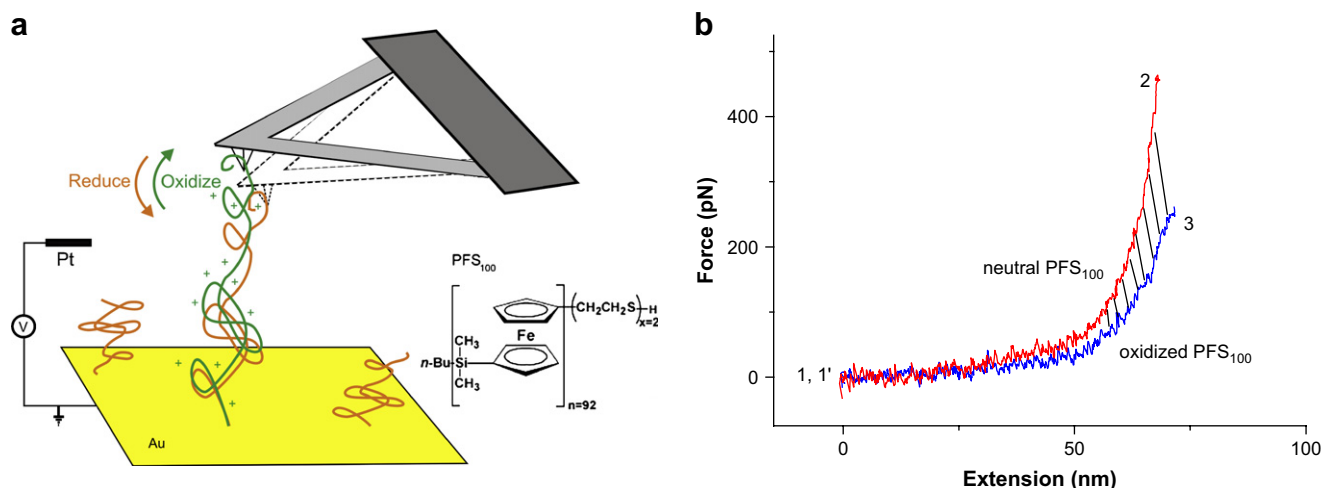 a
Reduce
Oxidize
+
+
+
+
+
+
+
+
+
+
Pt
V
Au
PFS100
CH3
n-Bu-Si
CH3
Fe
(CH2CH2S)-H
x=2
n=92
b
Force (pN)
400
200
0
2
3
neutral PFS100
oxidized PFS100
1, 1'
0
50
100
Extension (nm)